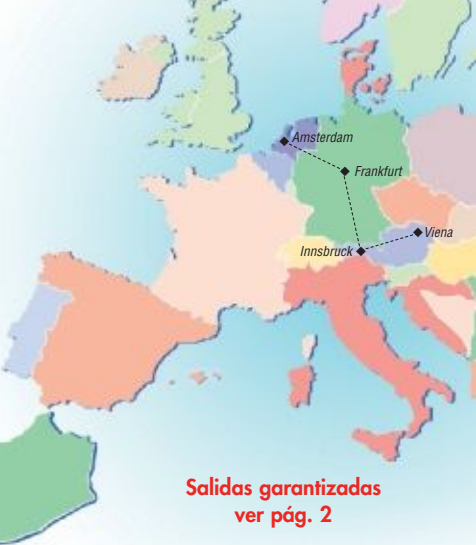 Amsterdam
Frankfurt
Viena
Innsbruck
Salidas garantizadas
ver pág. 2